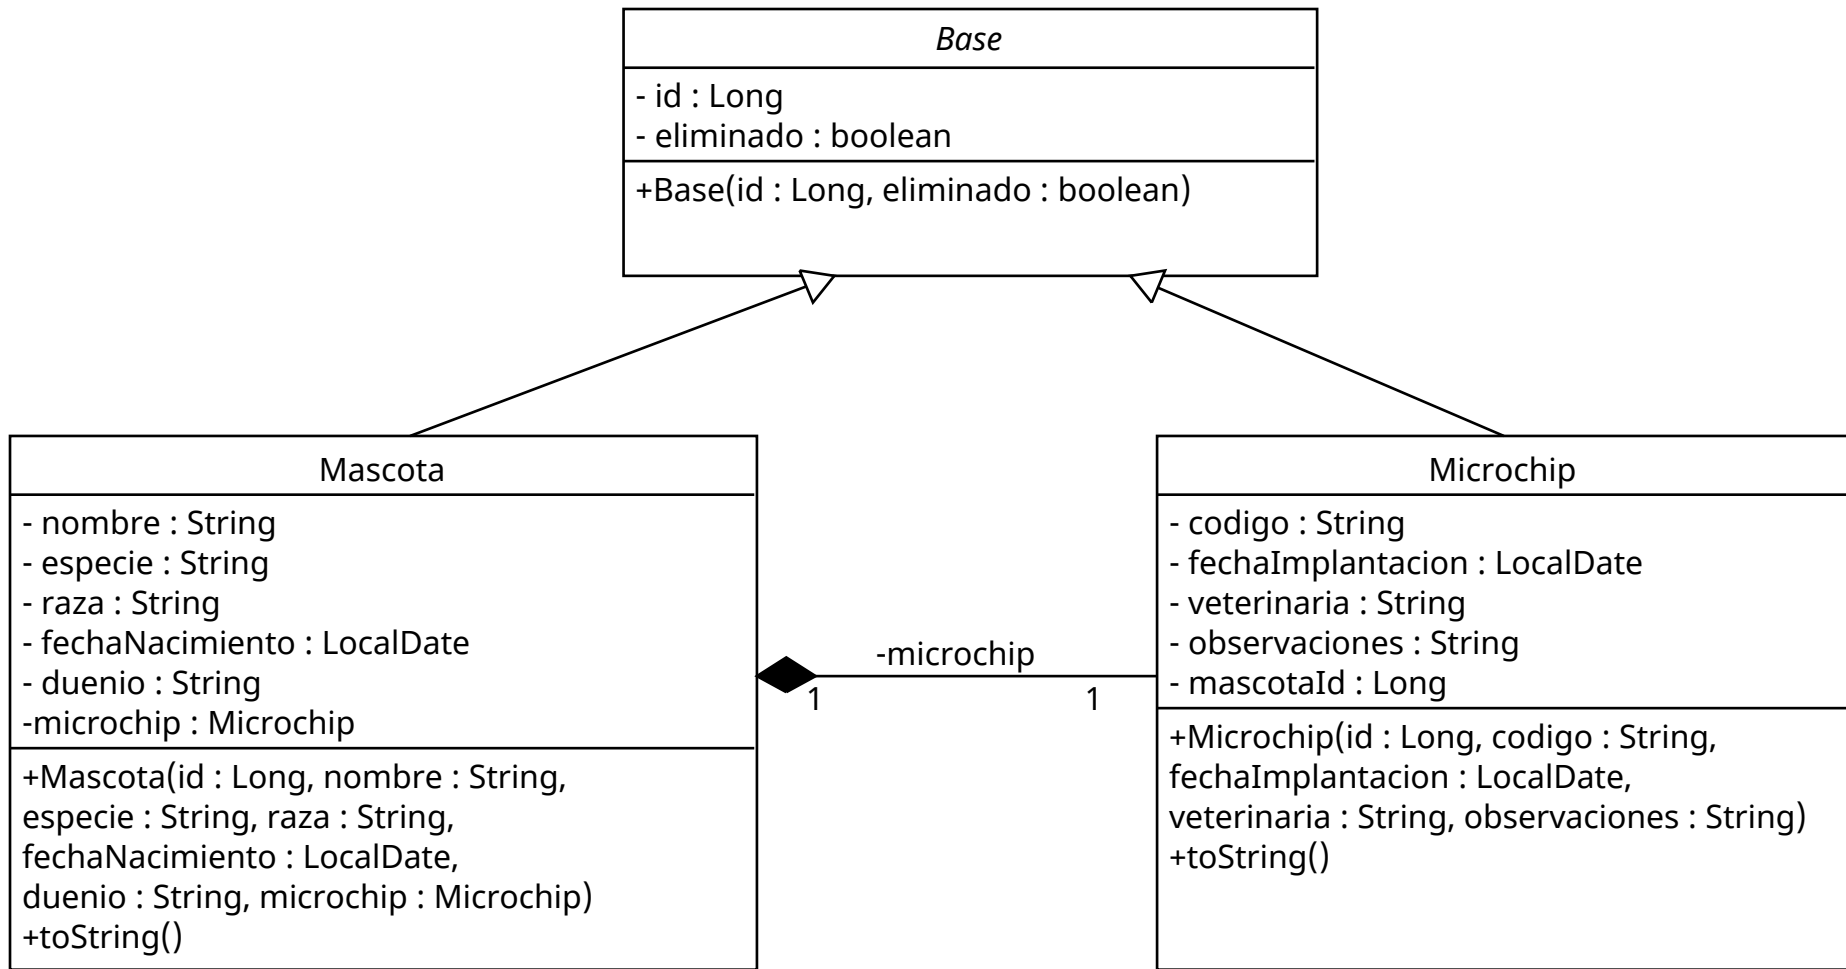 Base
- id : Long
- eliminado : boolean
+Base(id : Long, eliminado : boolean)
Mascota
- nombre : String
- especie : String
- raza : String
- fechaNacimiento : LocalDate
- duenio : String
-microchip : Microchip
+Mascota(id : Long, nombre : String,
especie : String, raza : String,
fechaNacimiento : LocalDate,
duenio : String, microchip : Microchip)
+toString()
-microchip
1
1
Microchip
- codigo : String
- fechaImplantacion : LocalDate
- veterinaria : String
- observaciones : String
- mascotaId : Long
+Microchip(id : Long, codigo : String,
fechaImplantacion : LocalDate,
veterinaria : String, observaciones : String)
+toString()